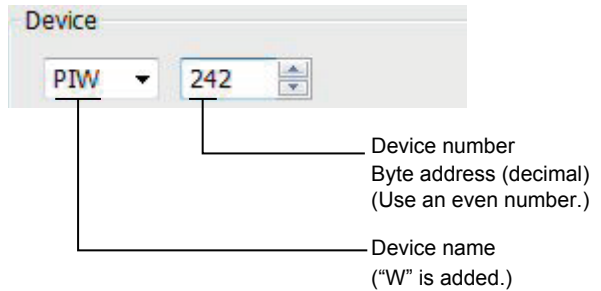 Device
PIW 242
Device number
Byte address (decimal)
(Use an even number.)
Device name
(“W” is added.)